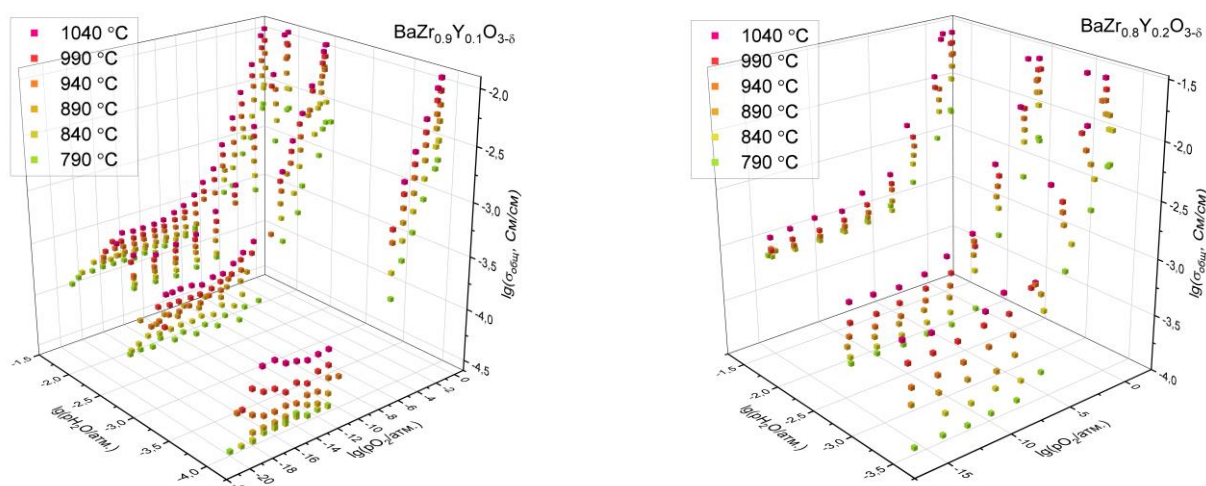 BaZr0.9Y0.1O3-δ
1040 °C
990 °C
940 °C
890 °C
840 °C
790 °C
-2,0
-2,5
-3,0
-3,5
-4,0
-4,5
lg(σобщ, См/см)
-1,5
-2,0
-2,5
-3,0
-3,5
-4,0
lg(pH2O/атм.)
-20
-18
-16
-14
-12
-10
-8
-6
-4
-2
0
lg(pO2/атм.)
BaZr0.8Y0.2O3-δ
1040 °C
990 °C
940 °C
890 °C
840 °C
790 °C
-1,5
-2,0
-2,5
-3,0
-3,5
-4,0
lg(σобщ, См/см)
-1,5
-2,0
-2,5
-3,0
-3,5
lg(pH2O/атм.)
-15
-10
-5
0
lg(pO2/атм.)